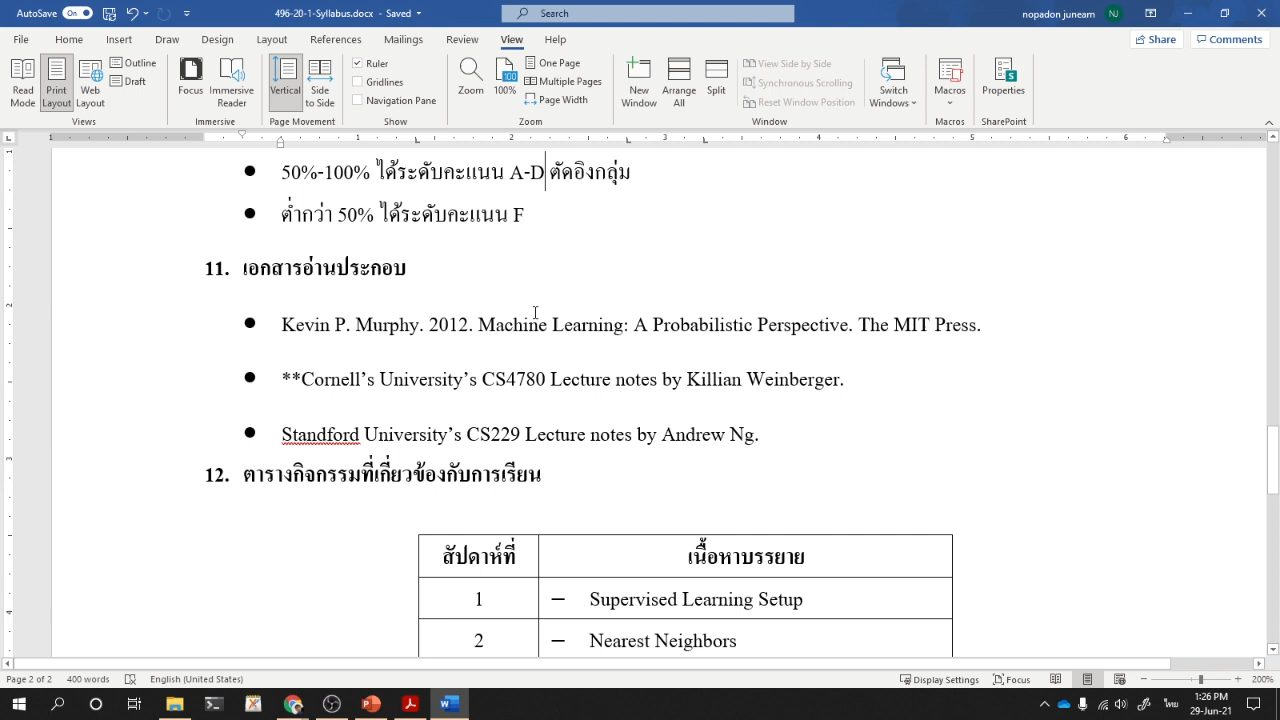 AutoSave On 496-20-1-Syllabus.docx Search nopadon juneam NJ
File Home Insert Draw Design Layout References Mailings Review View Help Share Comments
Read Mode Print Layout Web Layout Outline Draft Focus Immersive Reader Vertical Side to Side Ruler Gridlines Navigation Pane Zoom 100% One Page Multiple Pages Page Width New Window Arrange All Split View Side by Side Synchronous Scrolling Reset Window Position Switch Windows Macros Properties
Views Immersive Page Movement Show Zoom Window Macros SharePoint
1 1 2 3 4 5 6
● 50%-100% ได้ระดับคะแนน A-D ตัดอิงกลุ่ม
● ต่ำกว่า 50% ได้ระดับคะแนน F
11. เอกสารอ่านประกอบ
● Kevin P. Murphy. 2012. Machine Learning: A Probabilistic Perspective. The MIT Press.
● **Cornell’s University’s CS4780 Lecture notes by Killian Weinberger.
● Standford University’s CS229 Lecture notes by Andrew Ng.
12. ตารางกิจกรรมที่เกี่ยวข้องกับการเรียน
สัปดาห์ที่ เนื้อหาบรรยาย
1 – Supervised Learning Setup
2 – Nearest Neighbors
Page 2 of 2 400 words English (United States) Display Settings Focus 200%
ไทย 1:26 PM
29-Jun-21